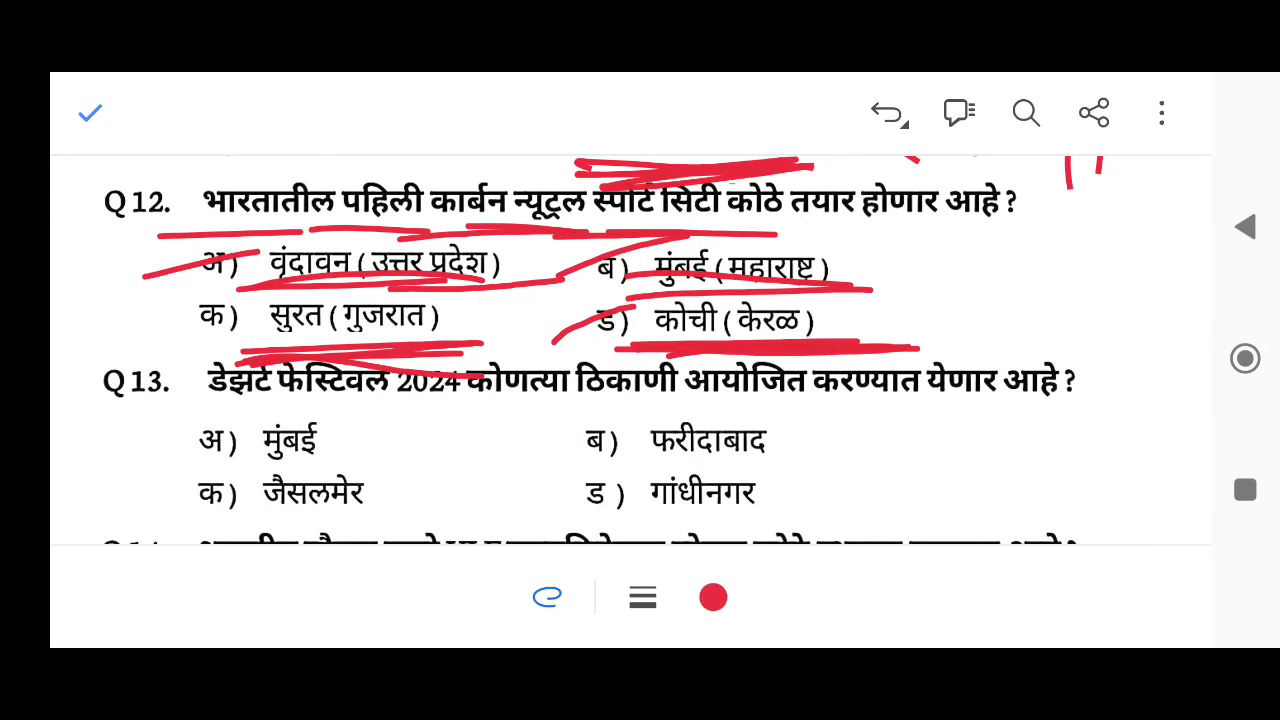 Q 12. भारतातील पहिली कार्बन न्यूट्रल स्पोर्ट सिटी कोठे तयार होणार आहे ?
अ ) वृंदावन ( उत्तर प्रदेश ) ब ) मुंबई ( महाराष्ट्र )
क ) सुरत ( गुजरात ) ड ) कोची ( केरळ )
Q 13. डेझर्ट फेस्टिवल 2024 कोणत्या ठिकाणी आयोजित करण्यात येणार आहे ?
अ ) मुंबई ब ) फरीदाबाद
क ) जैसलमेर ड ) गांधीनगर